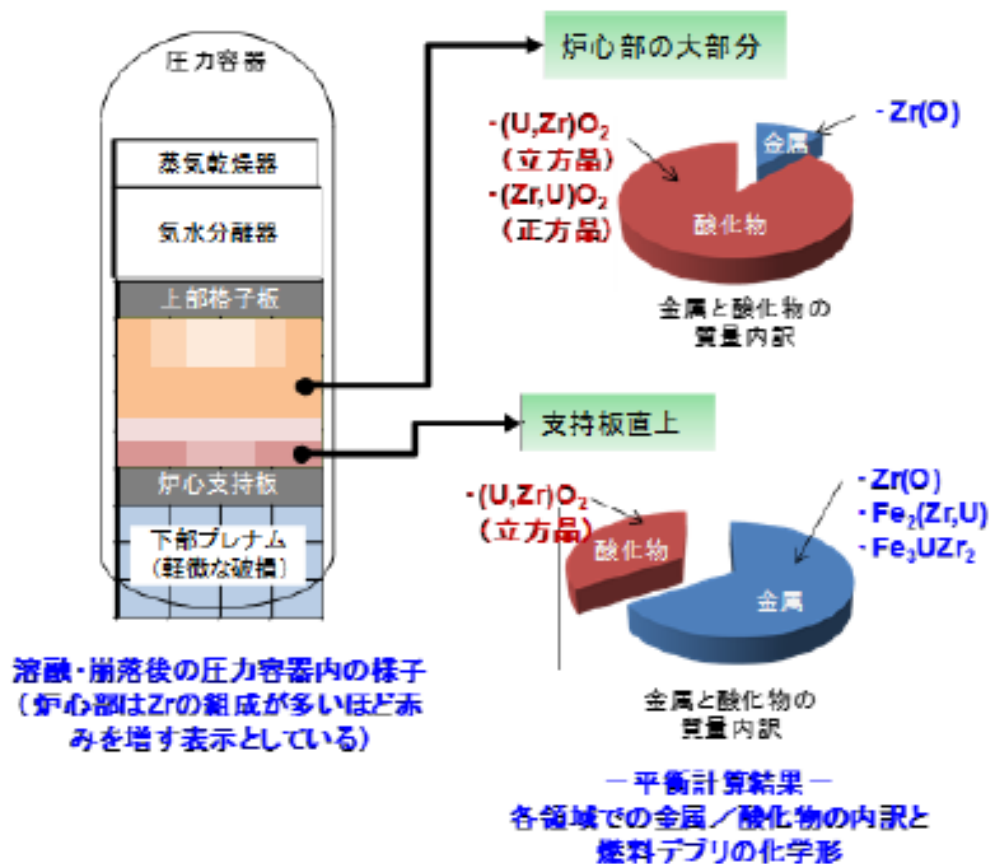 圧力容器
蒸気乾燥器
気水分離器
上部格子板
炉心支持板
下部プレナム
（軽微な破損）
溶融・崩落後の圧力容器内の様子
（炉心部はZrの組成が多いほど赤
みを増す表示としている）
炉心部の大部分
-(U,Zr)O₂
（立方晶）
-(Zr,U)O₂
（正方晶）
-Zr(O)
金属
酸化物
金属と酸化物の
質量内訳
支持板直上
-(U,Zr)O₂
（立方晶）
-Zr(O)
-Fe₂(Zr,U)
-Fe₃UZr₂
酸化物
金属
金属と酸化物の
質量内訳
－平衡計算結果－
各領域での金属／酸化物の内訳と
燃料デブリの化学形